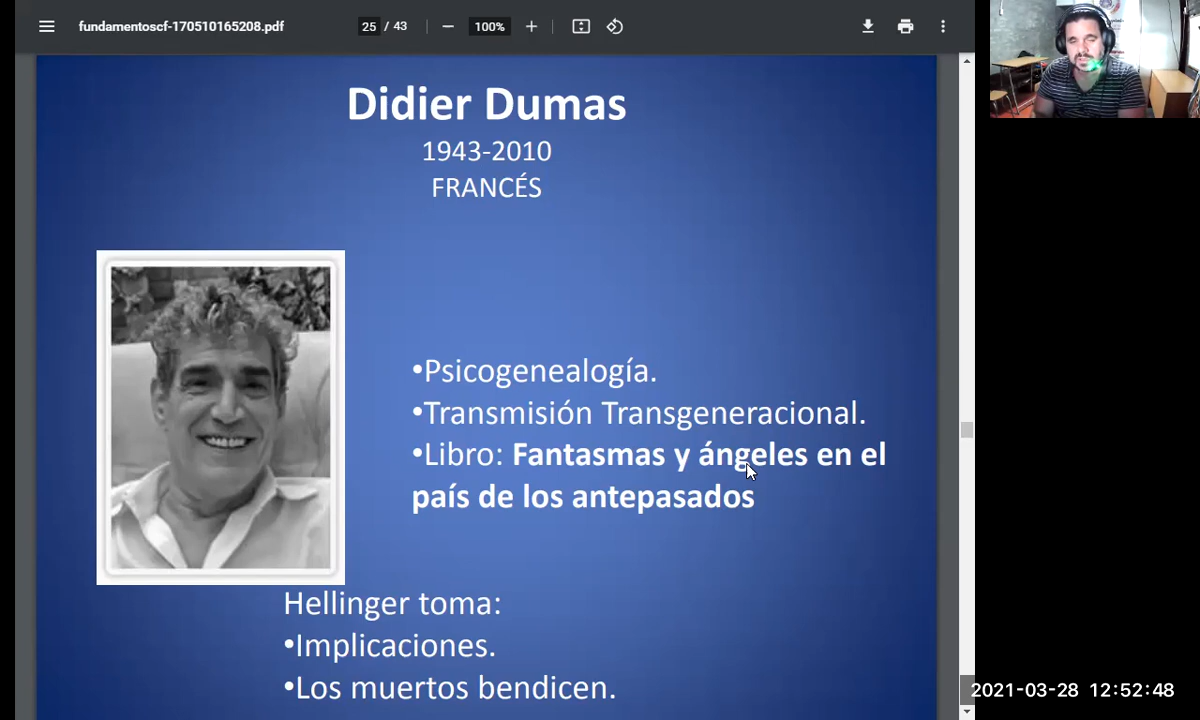 fundamentoscf-170510165208.pdf
25 / 43
100%
Didier Dumas
1943-2010
FRANCÉS
•Psicogenealogía.
•Transmisión Transgeneracional.
•Libro: Fantasmas y ángeles en el
país de los antepasados
Hellinger toma:
•Implicaciones.
•Los muertos bendicen.
2021-03-28 12:52:48